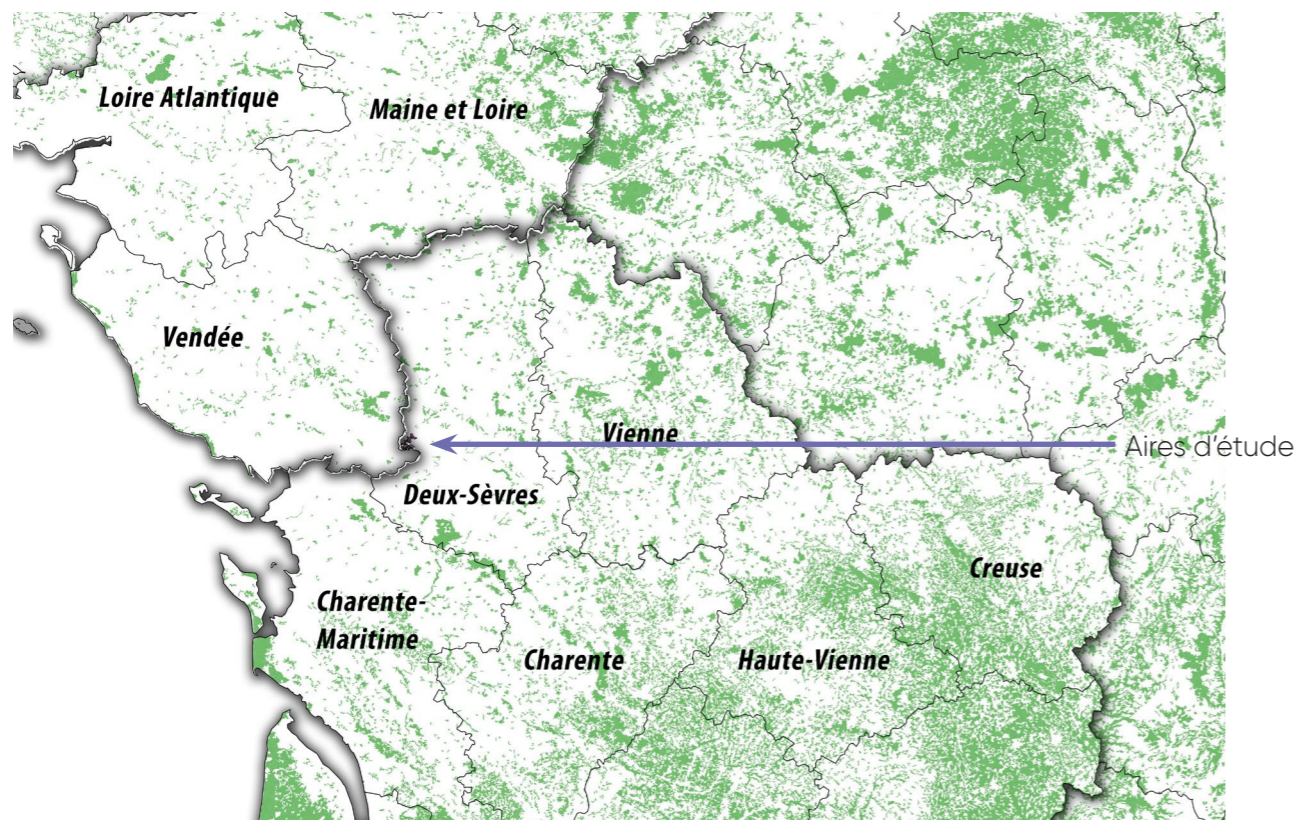 Loire Atlantique
Maine et Loire
Vendée
Vienne
Aires d'étude
Deux-Sèvres
Creuse
Charente-
Maritime
Charente
Haute-Vienne